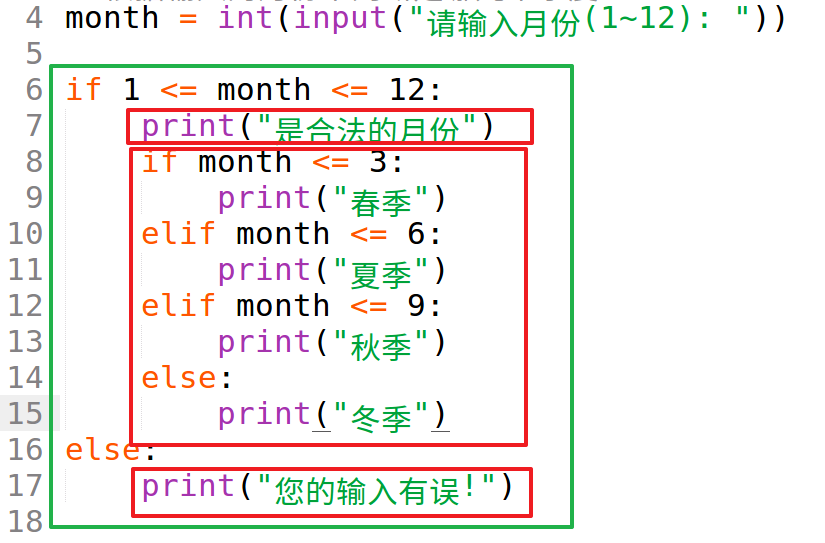 4 month = int(input("请输入月份(1~12): "))
5
6 if 1 <= month <= 12:
7 print("是合法的月份")
8 if month <= 3:
9 print("春季")
10 elif month <= 6:
11 print("夏季")
12 elif month <= 9:
13 print("秋季")
14 else:
15 print("冬季")
16 else:
17 print("您的输入有误!")
18